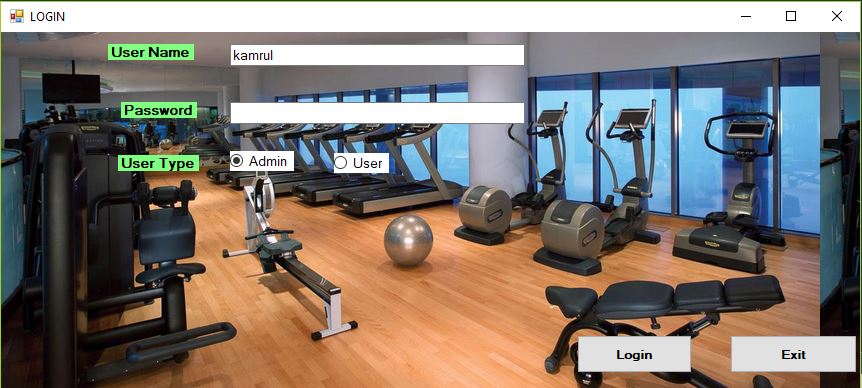 LOGIN
User Name kamrul
Password
User Type Admin User
Login Exit